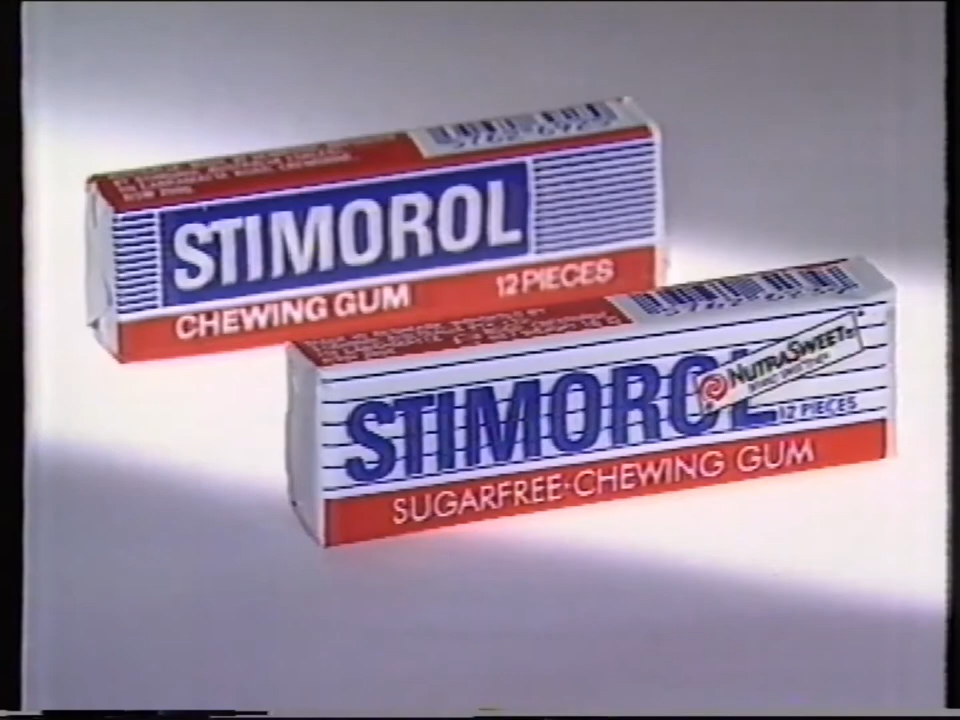 STIMOROL
CHEWING GUM 12 PIECES
NUTRASWEET
STIMOROL
12 PIECES
SUGARFREE·CHEWING GUM